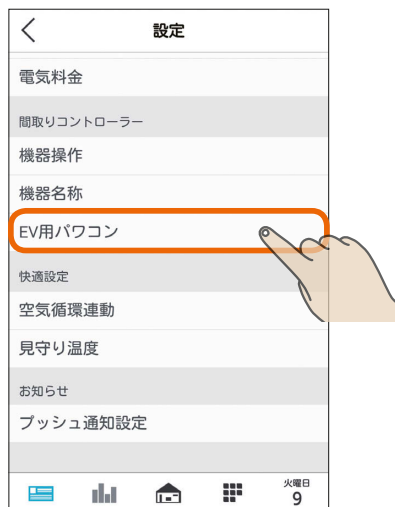 設定
電気料金
間取りコントローラー
機器操作
機器名称
EV用パワコン
快適設定
空気循環連動
見守り温度
お知らせ
プッシュ通知設定
火曜日
9